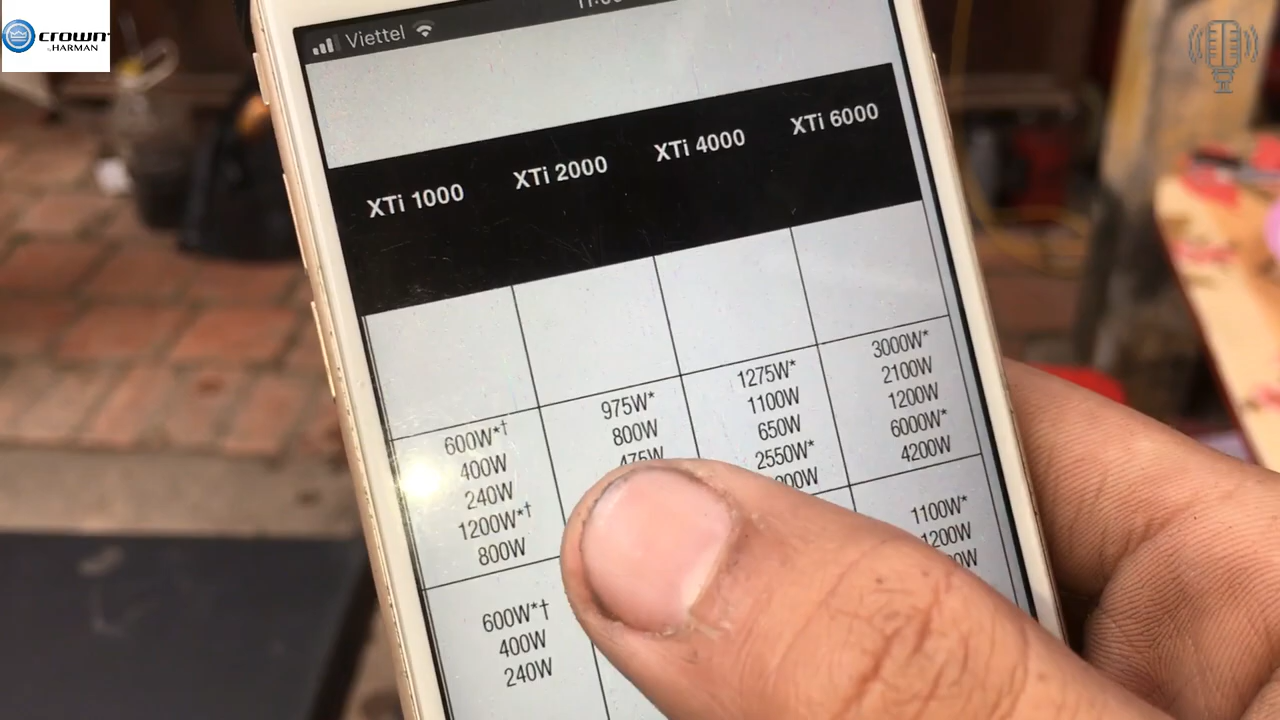 crown
by HARMAN
Viettel
XTi 1000
XTi 2000
XTi 4000
XTi 6000
600W*†
400W
240W
1200W*†
800W
975W*
800W
475W
1275W*
1100W
650W
2550W*
3000W*
2100W
1200W
6000W*
4200W
600W*†
400W
240W
1100W*
1200W